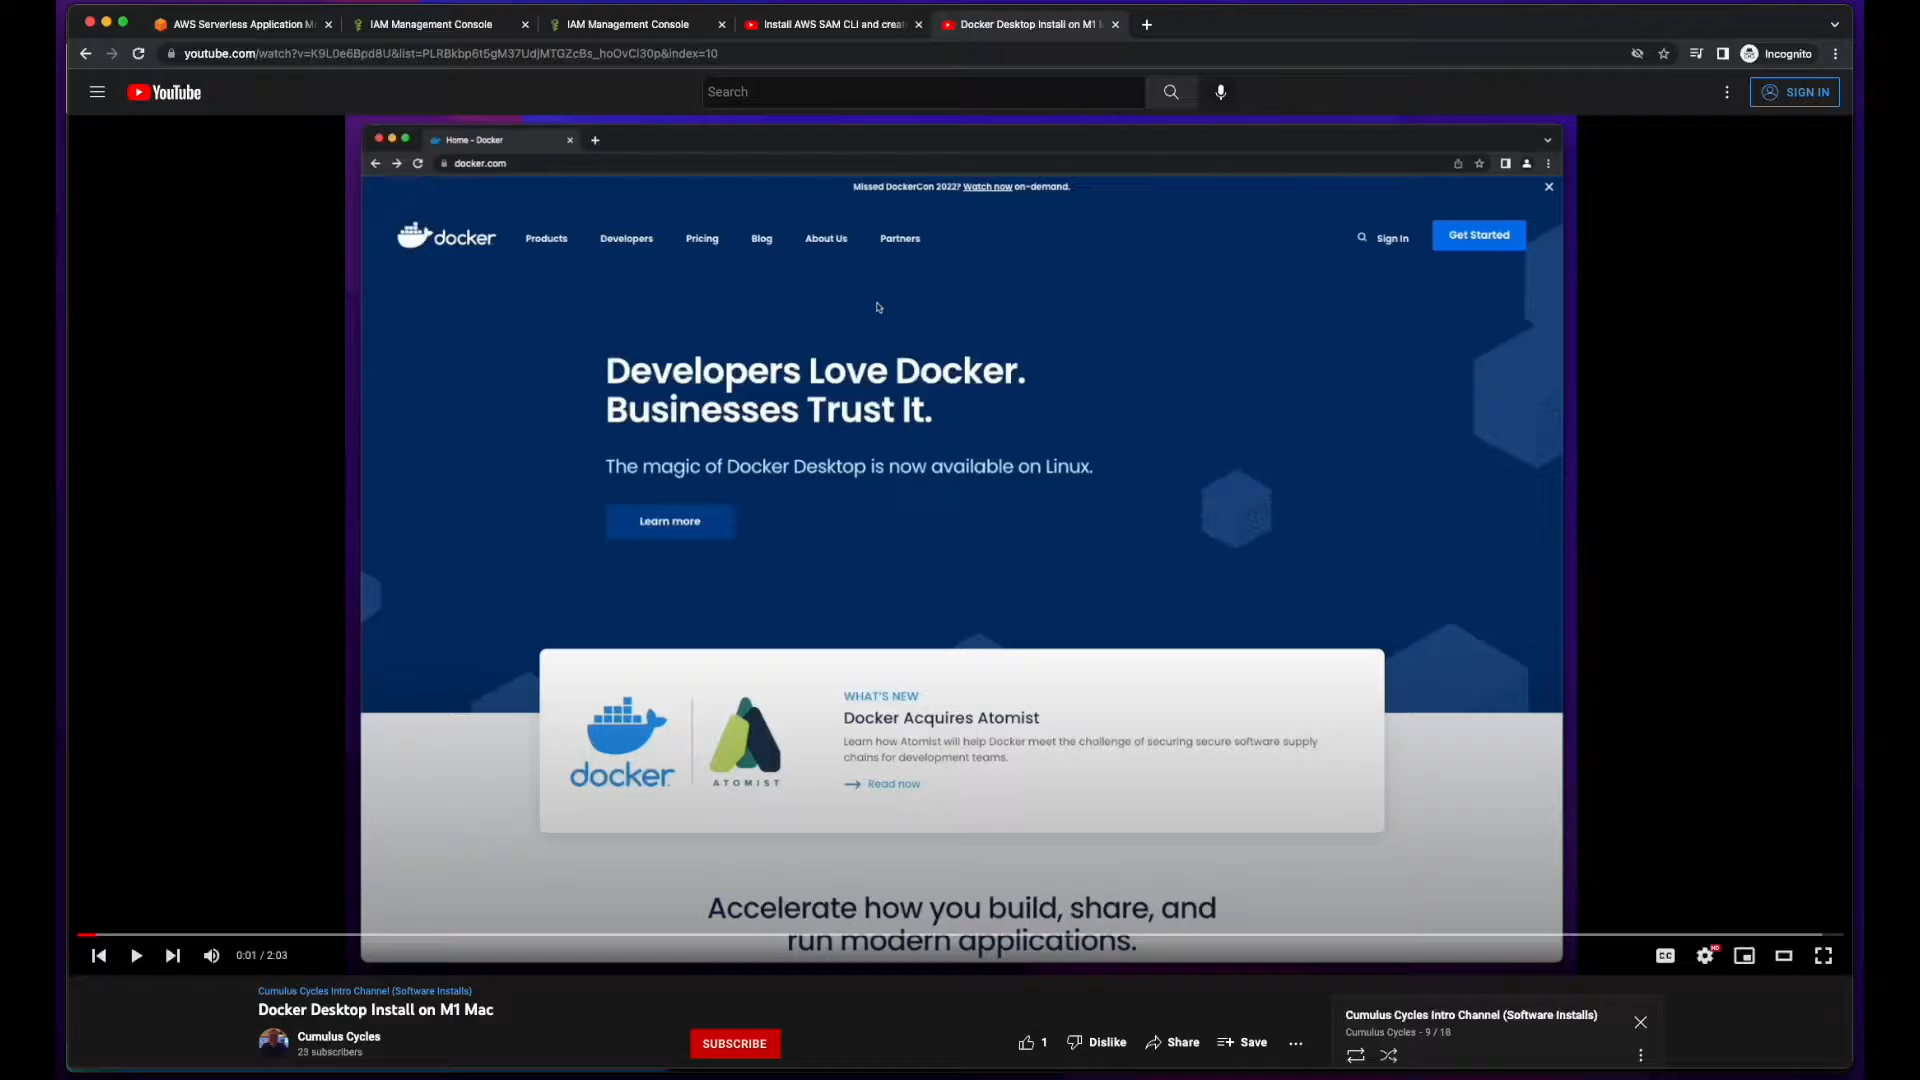 AWS Serverless Application M
IAM Management Console
IAM Management Console
Install AWS SAM CLI and creat
Docker Desktop Install on M1
youtube.com/watch?v=K9L0e6Bpd8U&list=PLRBkbp6t5gM37UdjMTGZcBs_hoOvCl30p&index=10
Incognito
YouTube
Search
SIGN IN
Home - Docker
docker.com
Missed DockerCon 2022? Watch now on-demand.
docker
Products
Developers
Pricing
Blog
About Us
Partners
Sign In
Get Started
Developers Love Docker.
Businesses Trust It.
The magic of Docker Desktop is now available on Linux.
Learn more
docker
ATOMIST
WHAT'S NEW
Docker Acquires Atomist
Learn how Atomist will help Docker meet the challenge of securing secure software supply
chains for development teams.
Read now
Accelerate how you build, share, and
run modern applications.
0:01 / 2:03
CC
HD
Cumulus Cycles Intro Channel (Software Installs)
Docker Desktop Install on M1 Mac
Cumulus Cycles
23 subscribers
SUBSCRIBE
1
Dislike
Share
Save
Cumulus Cycles Intro Channel (Software Installs)
Cumulus Cycles - 9 / 18